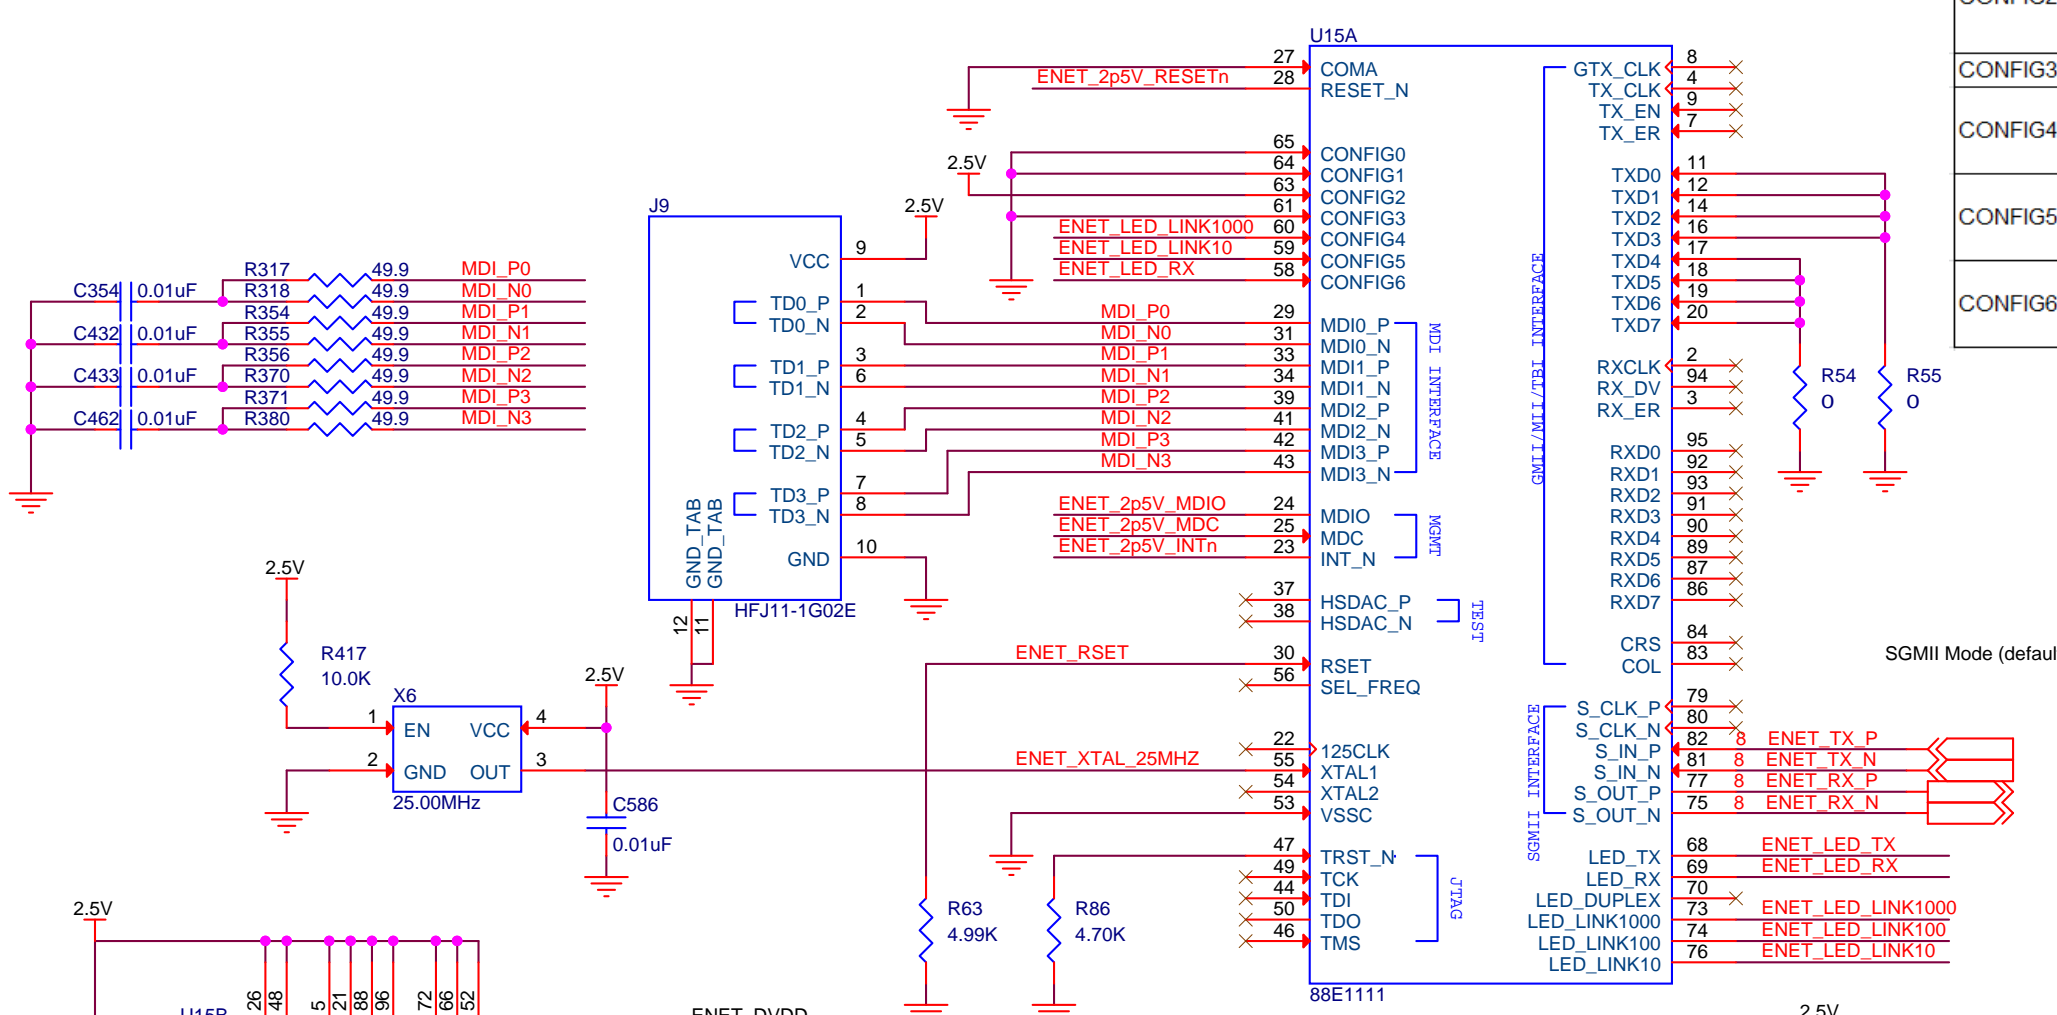 CONFIG3
CONFIG4
CONFIG5
CONFIG6
C354 0.01uF
C432 0.01uF
C433 0.01uF
C462 0.01uF
R317 49.9 MDI_P0
R318 49.9 MDI_N0
R354 49.9 MDI_P1
R355 49.9 MDI_N1
R356 49.9 MDI_P2
R370 49.9 MDI_N2
R371 49.9 MDI_P3
R380 49.9 MDI_N3
2.5V
R417
10.0K
X6
1 EN VCC 4
2 GND OUT 3
25.00MHz
2.5V
C586
0.01uF
2.5V
26
48
5
21
88
96
72
66
52
U15B
ENET_DVDD
J9
2.5V
VCC 9
TD0_P 1
TD0_N 2
TD1_P 3
TD1_N 6
TD2_P 4
TD2_N 5
TD3_P 7
TD3_N 8
GND 10
GND_TAB
GND_TAB
12
11
HFJ11-1G02E
U15A
27 COMA
ENET_2p5V_RESETn 28 RESET_N
2.5V
65 CONFIG0
64 CONFIG1
63 CONFIG2
61 CONFIG3
ENET_LED_LINK1000 60 CONFIG4
ENET_LED_LINK10 59 CONFIG5
ENET_LED_RX 58 CONFIG6
MDI_P0 29 MDI0_P
MDI_N0 31 MDI0_N
MDI_P1 33 MDI1_P
MDI_N1 34 MDI1_N
MDI_P2 39 MDI2_P
MDI_N2 41 MDI2_N
MDI_P3 42 MDI3_P
MDI_N3 43 MDI3_N
MDI INTERFACE
ENET_2p5V_MDIO 24 MDIO
ENET_2p5V_MDC 25 MDC
ENET_2p5V_INTn 23 INT_N
MGMT
37 HSDAC_P
38 HSDAC_N
TEST
ENET_RSET 30 RSET
56 SEL_FREQ
22 125CLK
ENET_XTAL_25MHZ 55 XTAL1
54 XTAL2
53 VSSC
47 TRST_N
49 TCK
44 TDI
50 TDO
46 TMS
JTAG
R63
4.99K
R86
4.70K
88E1111
GTX_CLK 8
TX_CLK 4
TX_EN 9
TX_ER 7
TXD0 11
TXD1 12
TXD2 14
TXD3 16
TXD4 17
TXD5 18
TXD6 19
TXD7 20
RXCLK 2
RX_DV 94
RX_ER 3
RXD0 95
RXD1 92
RXD2 93
RXD3 91
RXD4 90
RXD5 89
RXD6 87
RXD7 86
CRS 84
COL 83
GMII/MII/TBI INTERFACE
R54
0
R55
0
SGMII Mode (defaul
S_CLK_P 79
S_CLK_N 80
S_IN_P 82 8 ENET_TX_P
S_IN_N 81 8 ENET_TX_N
S_OUT_P 77 8 ENET_RX_P
S_OUT_N 75 8 ENET_RX_N
SGMII INTERFACE
LED_TX 68 ENET_LED_TX
LED_RX 69 ENET_LED_RX
LED_DUPLEX 70
LED_LINK1000 73 ENET_LED_LINK1000
LED_LINK100 74 ENET_LED_LINK100
LED_LINK10 76 ENET_LED_LINK10
2.5V